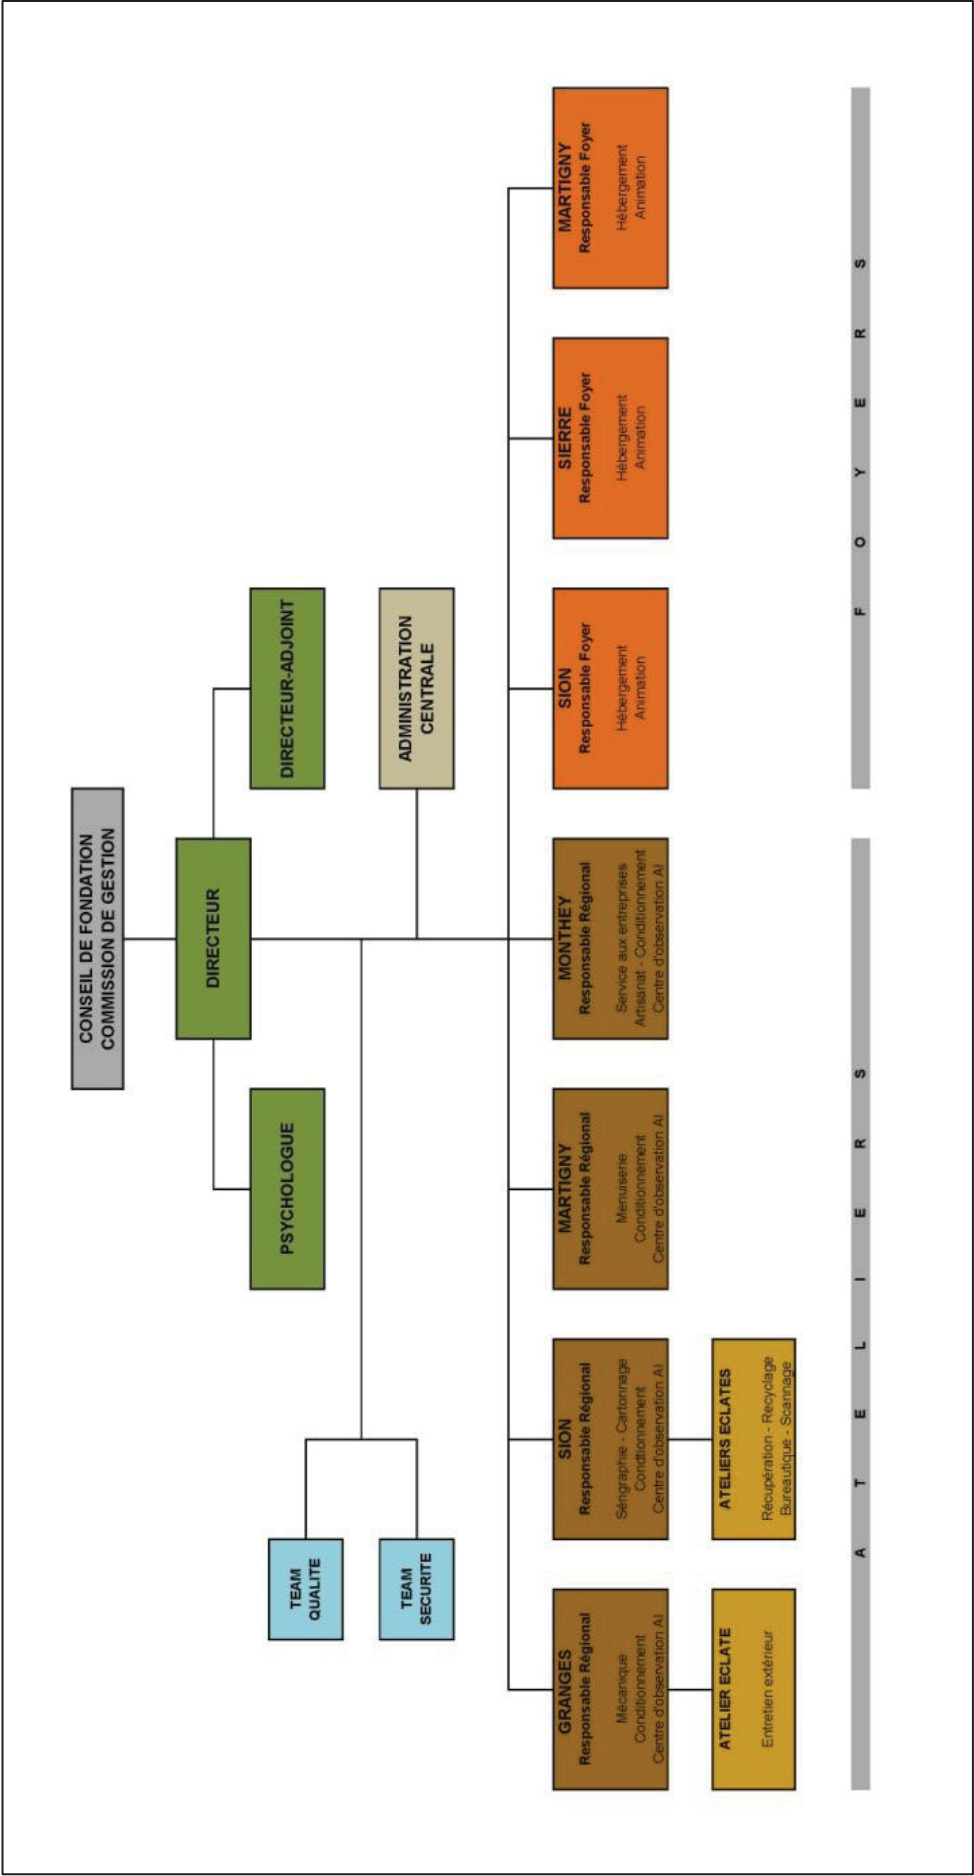 CONSEIL DE FONDATION
COMMISSION DE GESTION
DIRECTEUR
PSYCHOLOGUE
DIRECTEUR-ADJOINT
TEAM
QUALITE
TEAM
SECURITE
ADMINISTRATION
CENTRALE
GRANGES
Responsable Régional
Mécanique
Conditionnement
Centre d'observation AI
SION
Responsable Régional
Sérigraphie - Cartonnage
Condtionnement
Centre d'observation AI
MARTIGNY
Responsable Régional
Menuiserie
Conditionnement
Centre d'observation AI
MONTHEY
Responsable Régional
Service aux entreprises
Artisanat - Conditionnement
Centre d'observation AI
SION
Responsable Foyer
Hébergement
Animation
SIERRE
Responsable Foyer
Hébergement
Animation
MARTIGNY
Responsable Foyer
Hébergement
Animation
ATELIER ECLATE
Entretien extérieur
ATELIERS ECLATES
Récupération - Recyclage
Bureautique - Scannage
A T E L I E R S
F O Y E R S